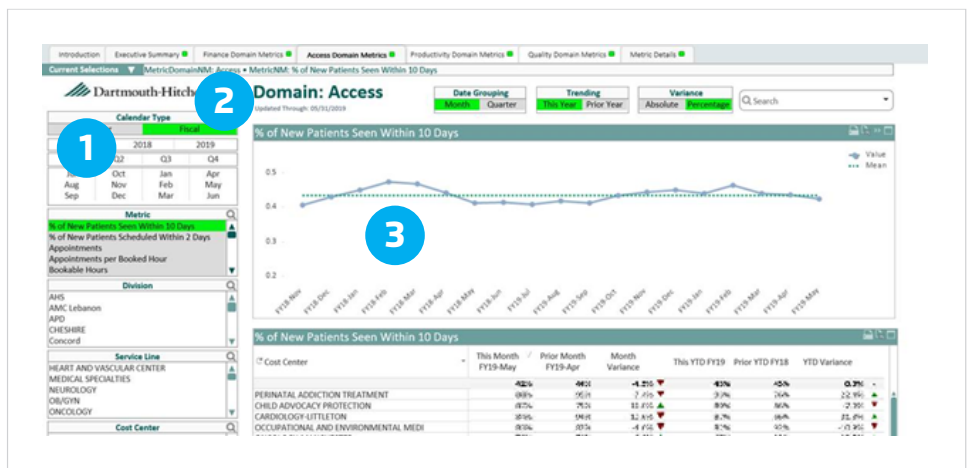 Introduction Executive Summary Finance Domain Metrics Access Domain Metrics Productivity Domain Metrics Quality Domain Metrics Metric Details
Current Selections MetricDomainNM: Access • MetricNM: % of New Patients Seen Within 10 Days
Dartmouth-Hitchc
2
Domain: Access
Updated Through: 05/31/2019
Date Grouping
Month Quarter
Trending
This Year Prior Year
Variance
Absolute Percentage
Search
Calendar Type
Fiscal
1
2018 2019
Q2 Q3 Q4
Oct Jan Apr
Aug Nov Feb May
Sep Dec Mar Jun
Metric
% of New Patients Seen Within 10 Days
% of New Patients Scheduled Within 2 Days
Appointments
Appointments per Booked Hour
Bookable Hours
Division
AHS
AMC Lebanon
APD
CHESHIRE
Concord
Service Line
HEART AND VASCULAR CENTER
MEDICAL SPECIALTIES
NEUROLOGY
OB/GYN
ONCOLOGY
Cost Center
% of New Patients Seen Within 10 Days
Value
Mean
0.5
0.4
3
0.3
0.2
FY18-Nov FY18-Dec FY18-Jan FY18-Feb FY18-Mar FY18-Apr FY18-May FY18-Jun FY19-Jul FY19-Aug FY19-Sep FY19-Oct FY19-Nov FY19-Dec FY19-Jan FY19-Feb FY19-Mar FY19-Apr FY19-May
% of New Patients Seen Within 10 Days
Cost Center
This Month FY19-May
Prior Month FY19-Apr
Month Variance
This YTD FY19 Prior YTD FY18 YTD Variance
PERINATAL ADDICTION TREATMENT
CHILD ADVOCACY PROTECTION
CARDIOLOGY-LITTLETON
OCCUPATIONAL AND ENVIRONMENTAL MEDI